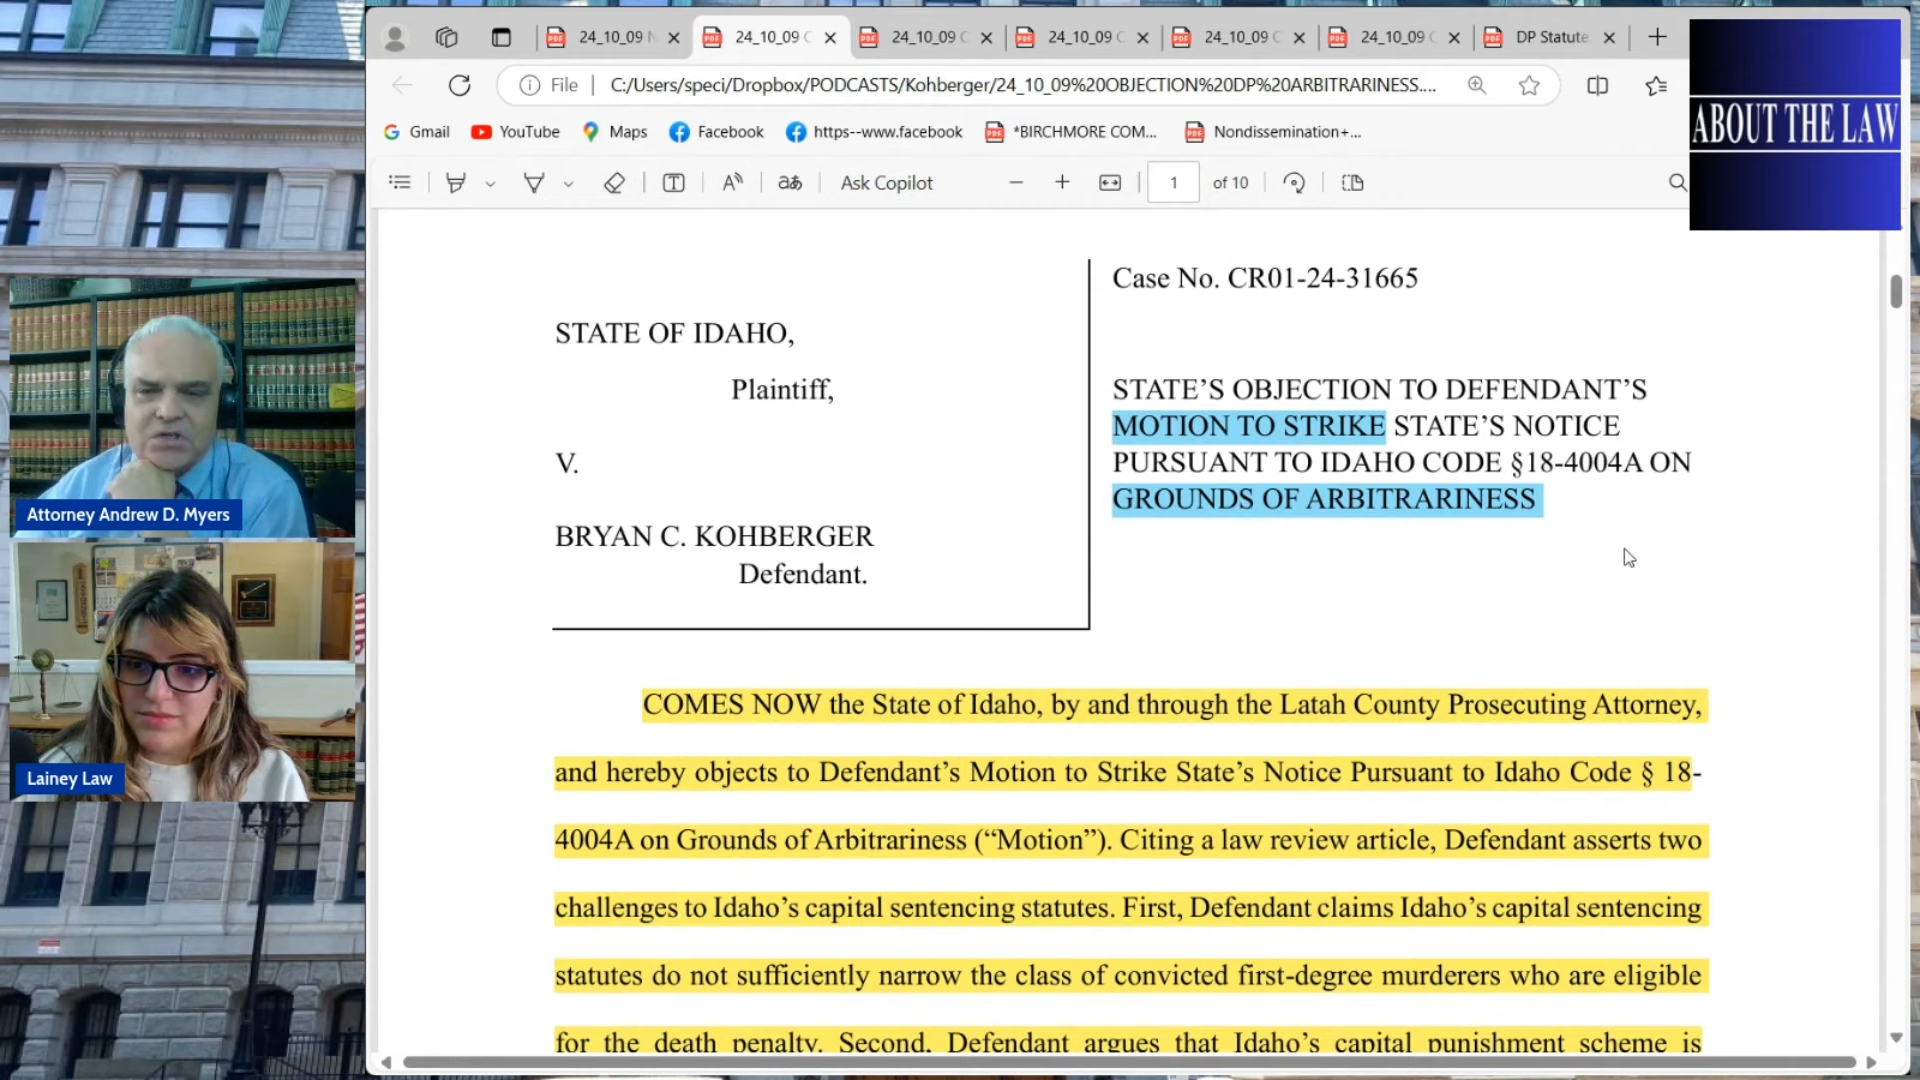 24_10_09 N
24_10_09 C
24_10_09 C
24_10_09 C
24_10_09 C
24_10_09 C
DP Statute
File
C:/Users/speci/Dropbox/PODCASTS/Kohberger/24_10_09%20OBJECTION%20DP%20ARBITRARINESS....
Gmail
YouTube
Maps
Facebook
https--www.facebook
*BIRCHMORE COM...
Nondissemination+...
Ask Copilot
1
of 10
ABOUT THE LAW
Case No. CR01-24-31665
STATE OF IDAHO,
Plaintiff,
V.
BRYAN C. KOHBERGER
Defendant.
STATE'S OBJECTION TO DEFENDANT'S
MOTION TO STRIKE STATE'S NOTICE
PURSUANT TO IDAHO CODE §18-4004A ON
GROUNDS OF ARBITRARINESS
COMES NOW the State of Idaho, by and through the Latah County Prosecuting Attorney,
and hereby objects to Defendant's Motion to Strike State's Notice Pursuant to Idaho Code § 18-
4004A on Grounds of Arbitrariness (“Motion”). Citing a law review article, Defendant asserts two
challenges to Idaho's capital sentencing statutes. First, Defendant claims Idaho's capital sentencing
statutes do not sufficiently narrow the class of convicted first-degree murderers who are eligible
for the death penalty. Second, Defendant argues that Idaho's capital punishment scheme is
Attorney Andrew D. Myers
Lainey Law